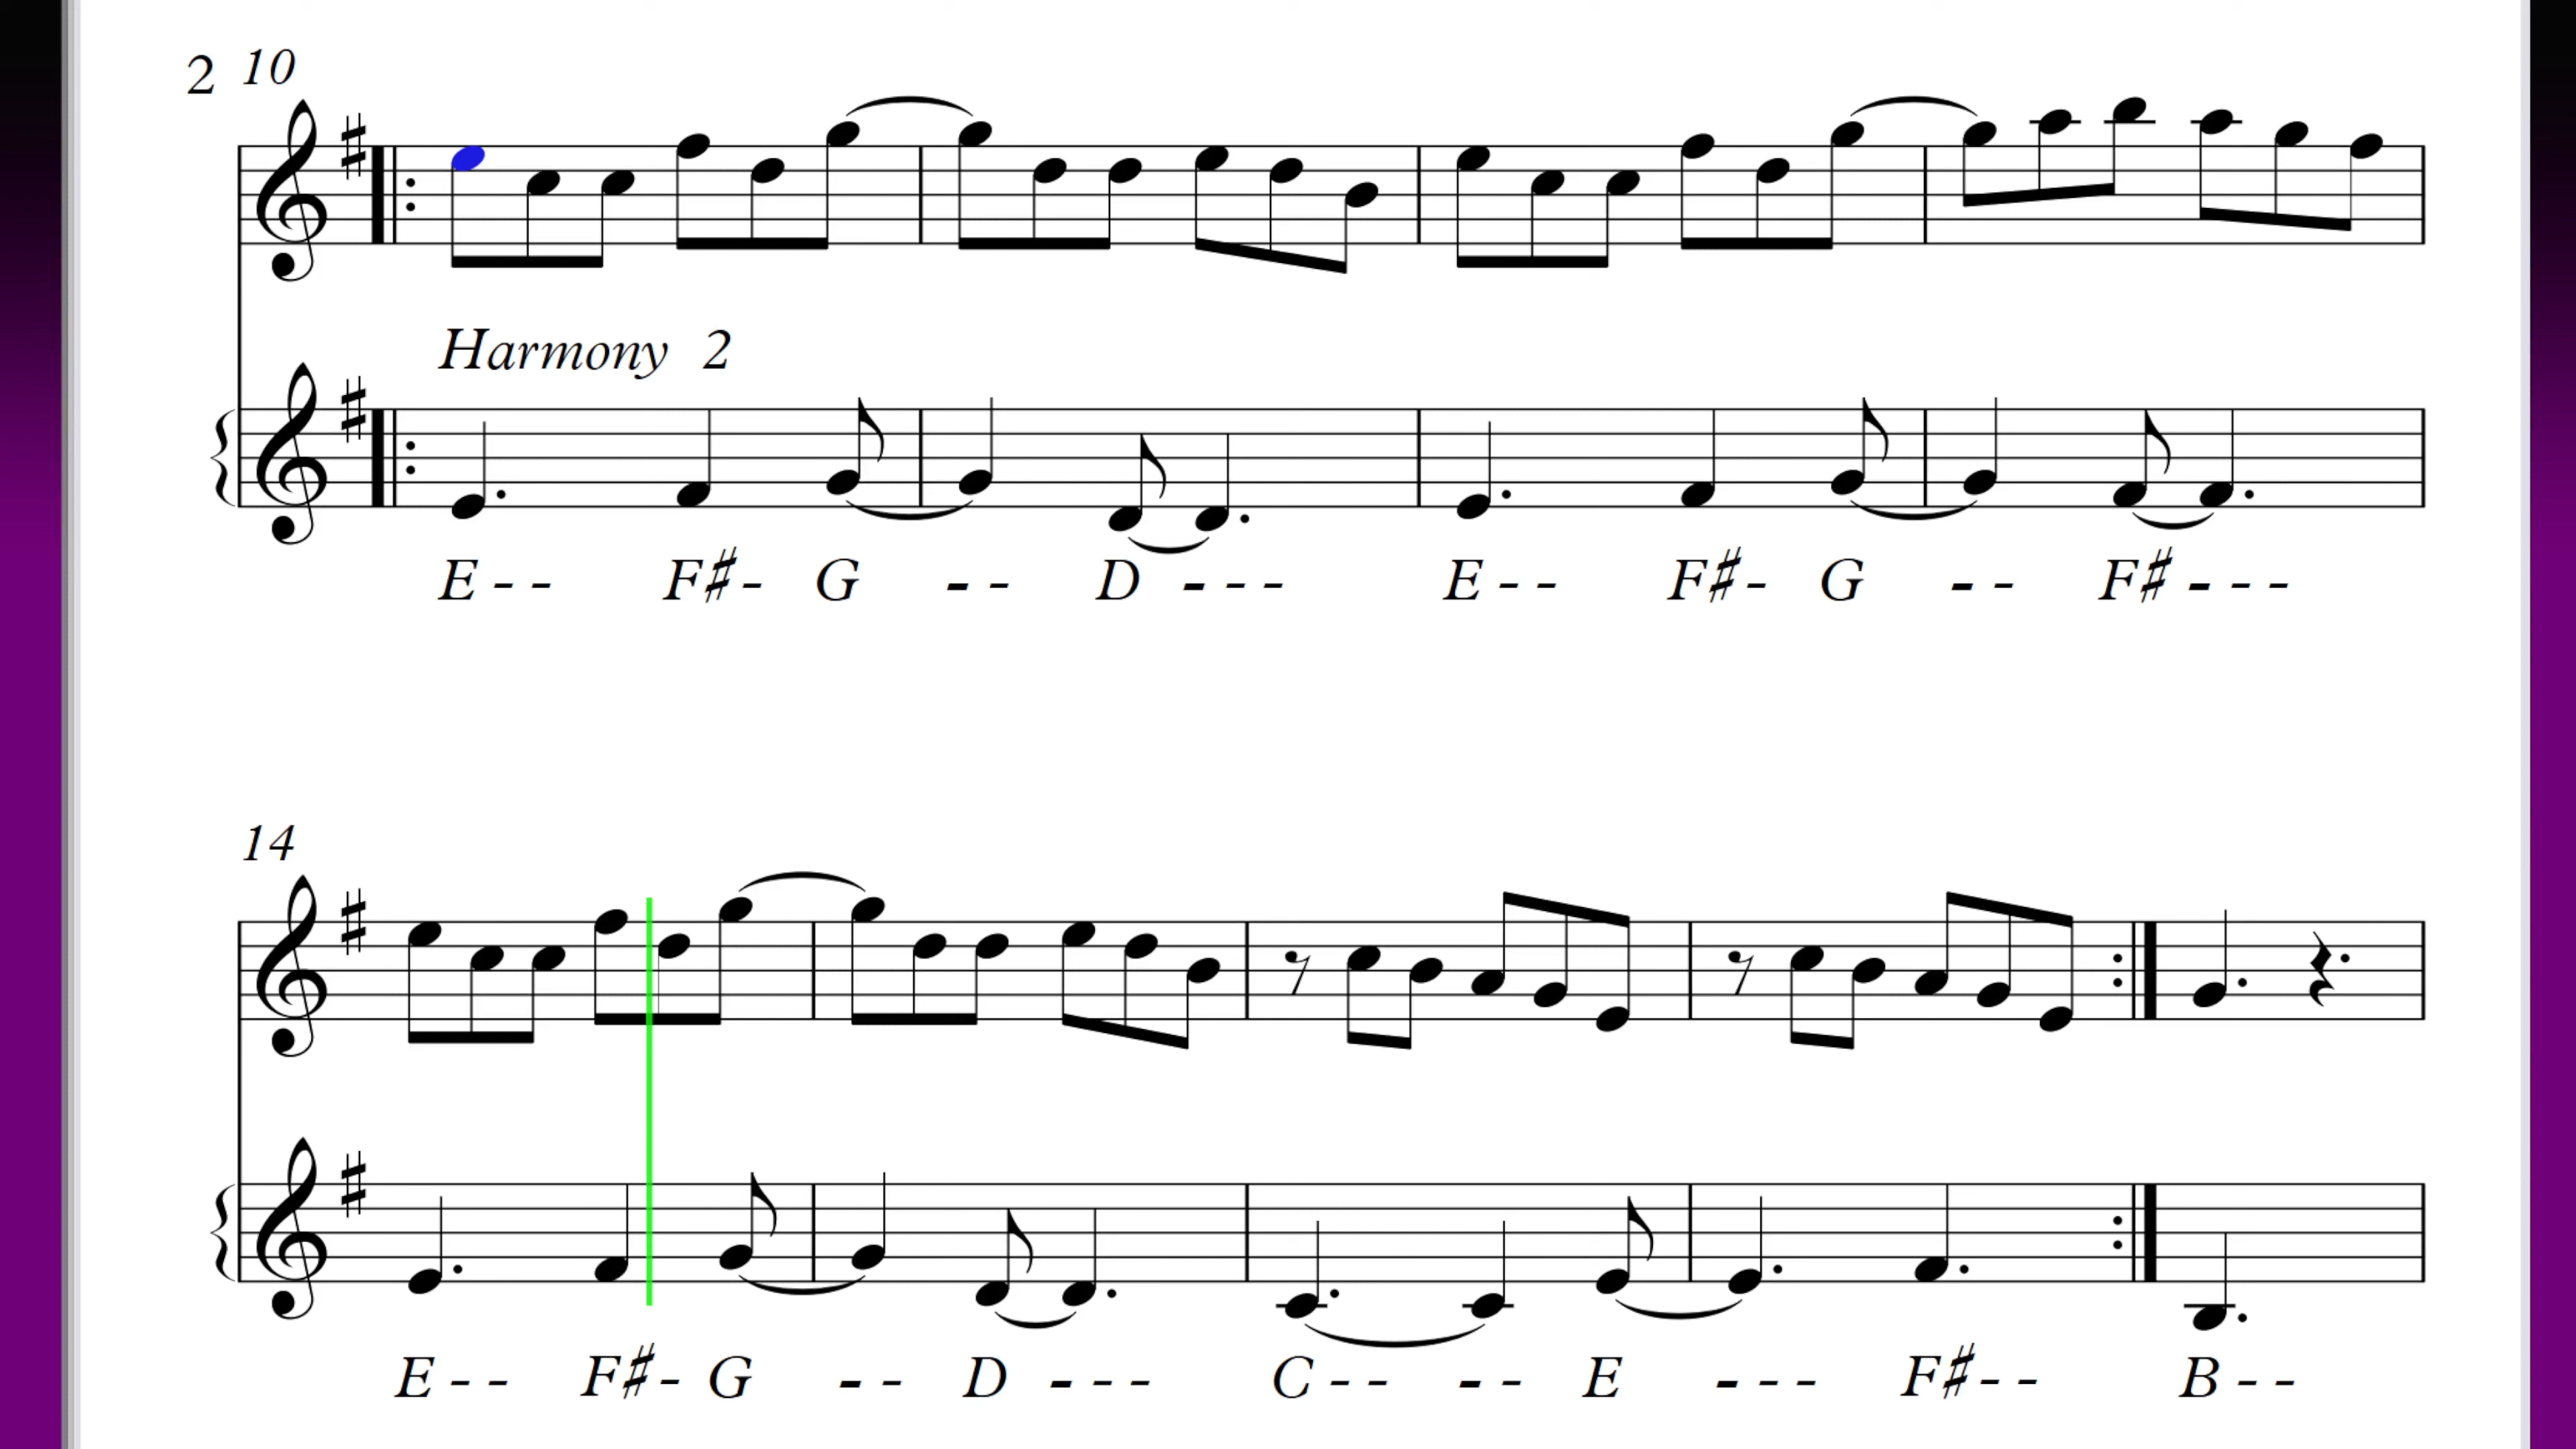 2 10
Harmony 2
E - - F♯ - G - - D - - - E - - F♯ - G - - F♯ - - -
14
E - - F♯ - G - - D - - - C - - - - E - - - F♯ - - B - -